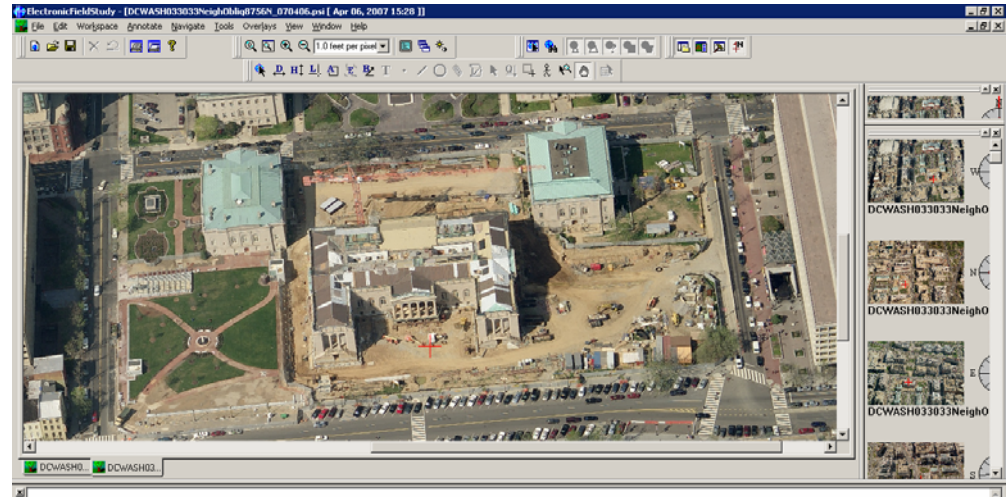 ElectronicFieldStudy - [DCWASH033033NeighObliq8756N_070406.psi [ Apr 06, 2007 15:28 ]]
File Edit Workspace Annotate Navigate Tools Overlays View Window Help
1.0 feet per pixel
W
DCWASH033033NeighO
N
DCWASH033033NeighO
E
DCWASH033033NeighO
S
DCWASH0...
DCWASH03...